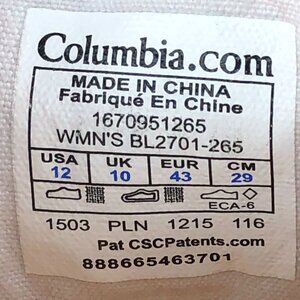 Columbia.com
MADE IN CHINA
Fabriqué En Chine
1670951265
WMN'S BL2701-265
USA UK EUR CM
12 10 43 29
ECA-6
1503 PLN 1215 116
Pat CSCPatents.com
888665463701